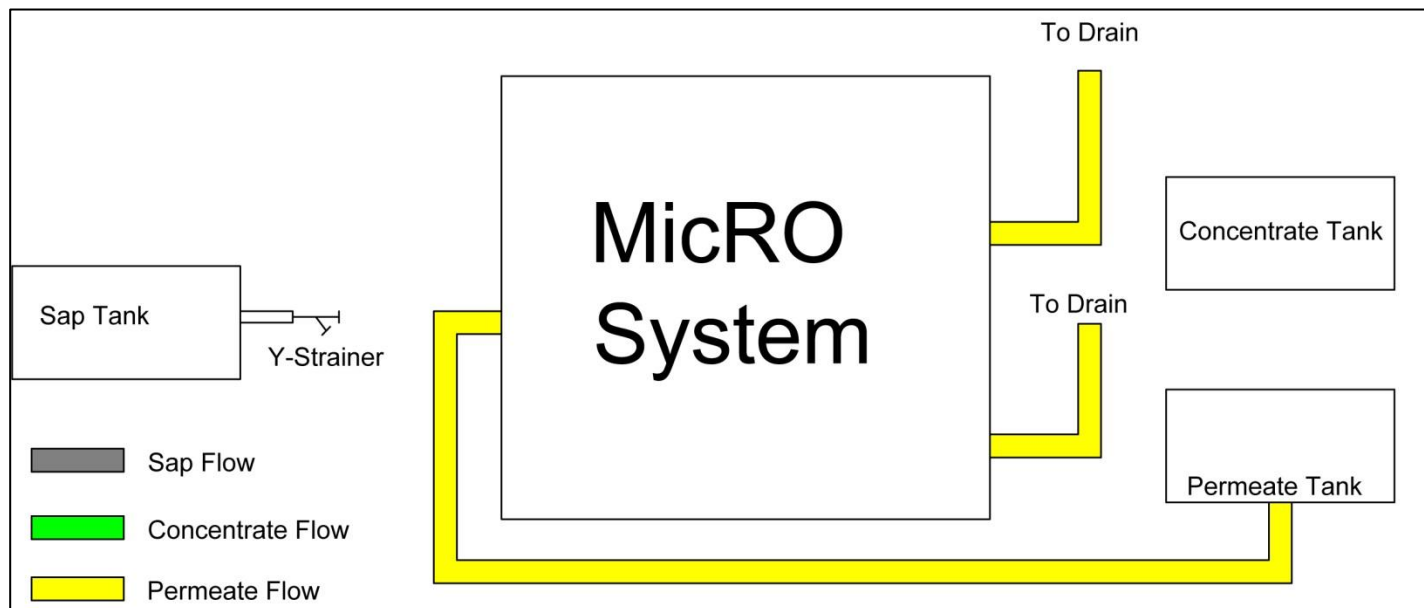 To Drain
MicRO
System
Concentrate Tank
To Drain
Sap Tank
Y-Strainer
Sap Flow
Permeate Tank
Concentrate Flow
Permeate Flow